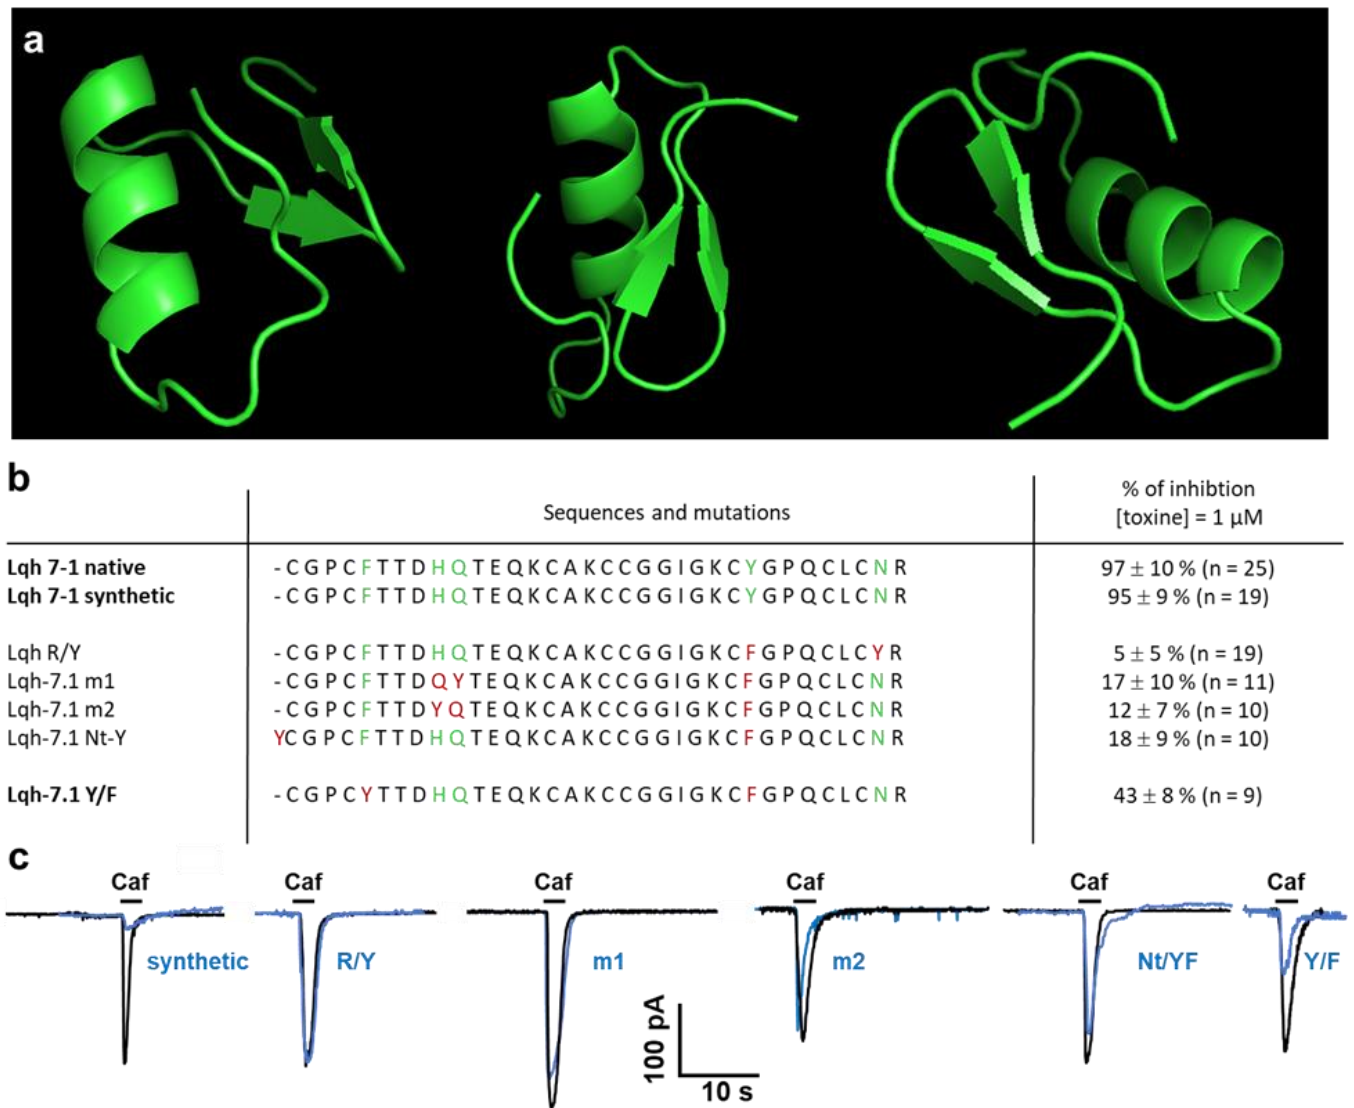 a
b
% of inhibtion
Sequences and mutations
[toxine] = 1 µM
Lqh 7-1 native -CGPCFTTDHQTEQKCAKCCGGIGKCYGPQCLCNR 97 ± 10 % (n = 25)
Lqh 7-1 synthetic -CGPCFTTDHQTEQKCAKCCGGIGKCYGPQCLCNR 95 ± 9 % (n = 19)
Lqh R/Y -CGPCFTTDHQTEQKCAKCCGGIGKCFGPQCLCYR 5 ± 5 % (n = 19)
Lqh-7.1 m1 -CGPCFTTDQYTEQKCAKCCGGIGKCFGPQCLCNR 17 ± 10 % (n = 11)
Lqh-7.1 m2 -CGPCFTTDYQTEQKCAKCCGGIGKCFGPQCLCNR 12 ± 7 % (n = 10)
Lqh-7.1 Nt-Y YCGPCFTTDHQTEQKCAKCCGGIGKCFGPQCLCNR 18 ± 9 % (n = 10)
Lqh-7.1 Y/F -CGPCYTTDHQTEQKCAKCCGGIGKCFGPQCLCNR 43 ± 8 % (n = 9)
c
Caf Caf Caf Caf Caf Caf
synthetic R/Y m1 m2 Nt/YF Y/F
100 pA
10 s